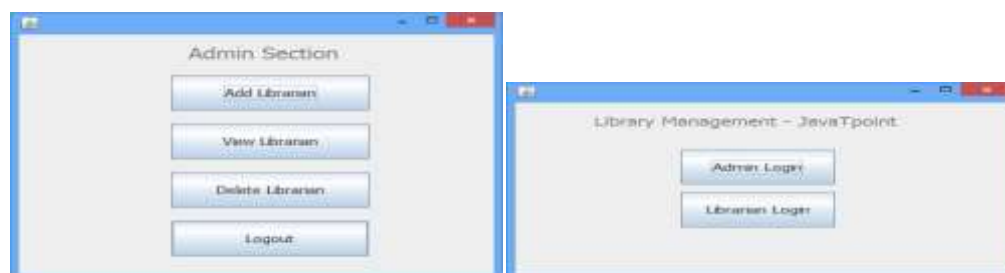 Admin Section
Add Librarian
View Librarian
Delete Librarian
Logout
Library Management - JavaTpoint
Admin Login
Librarian Login